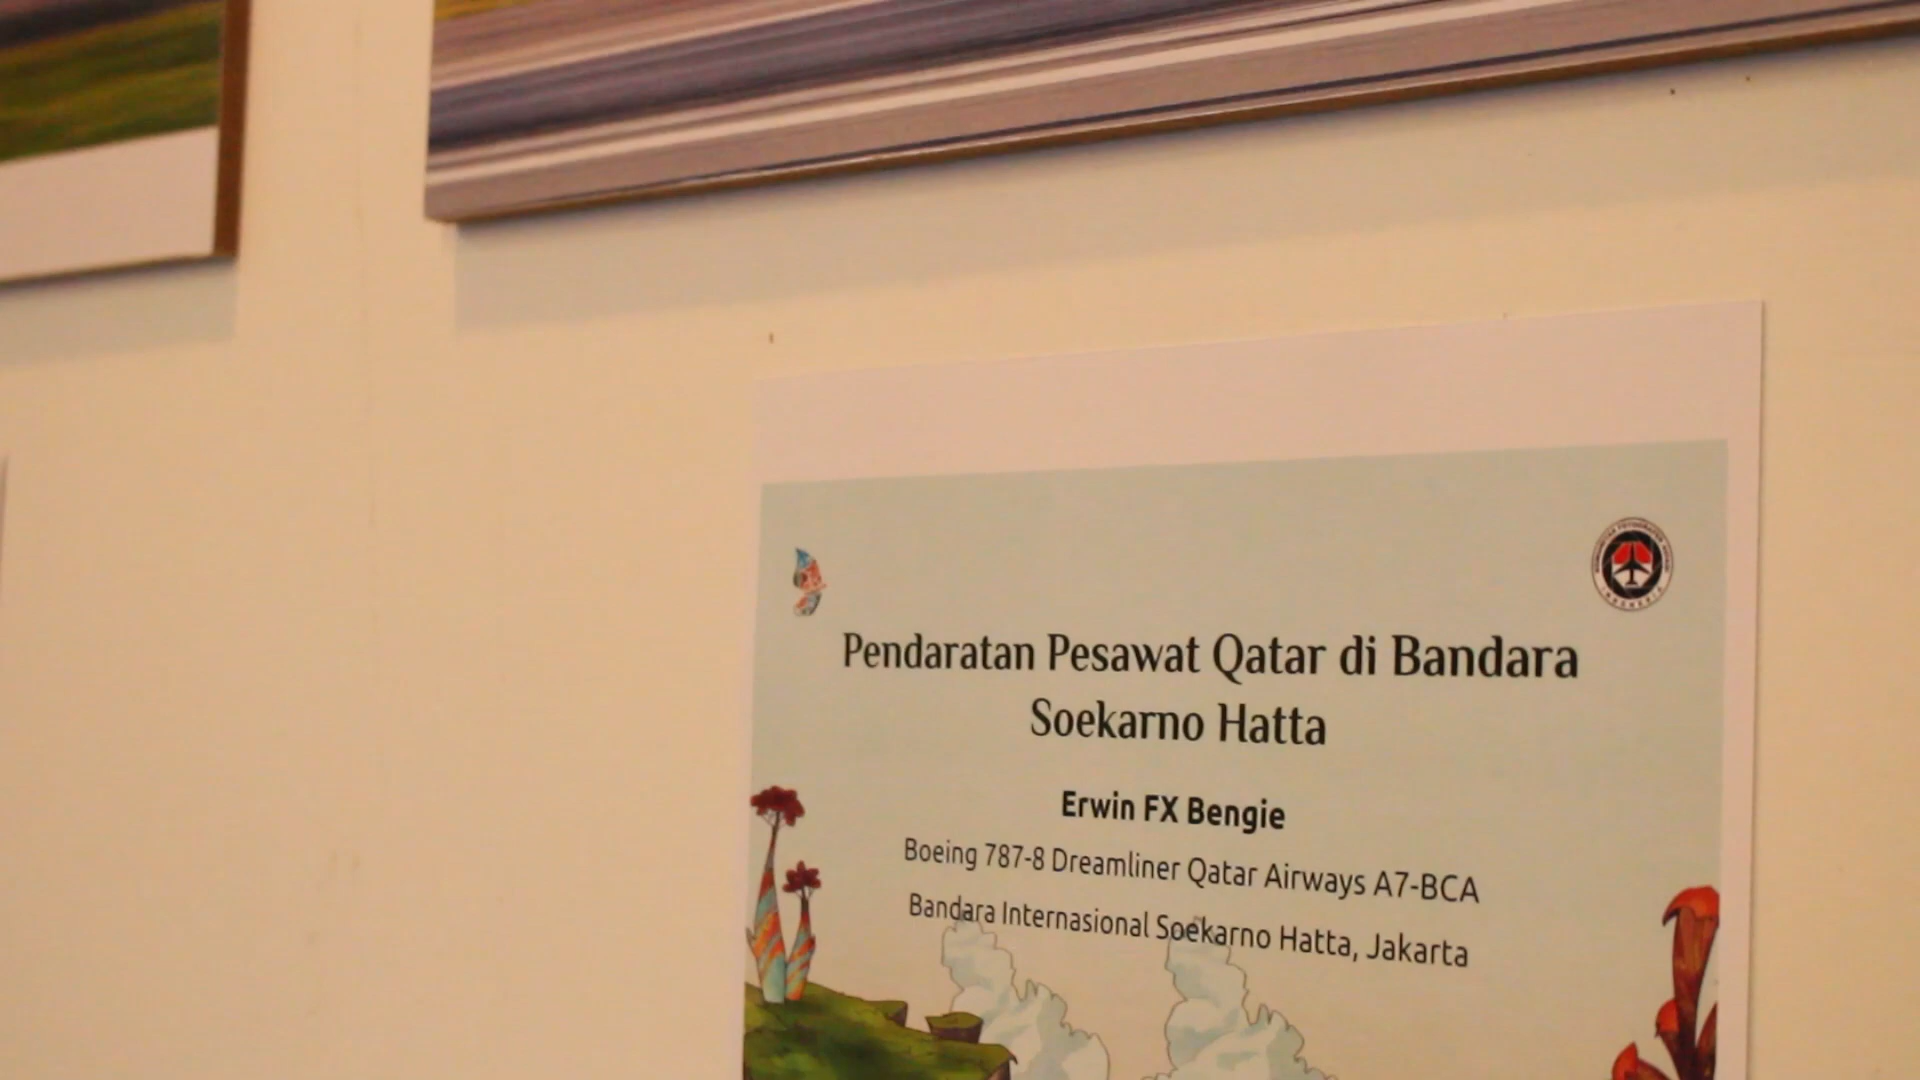 Pendaratan Pesawat Qatar di Bandara
Soekarno Hatta
Erwin FX Bengie
Boeing 787-8 Dreamliner Qatar Airways A7-BCA
Bandara Internasional Soekarno Hatta, Jakarta